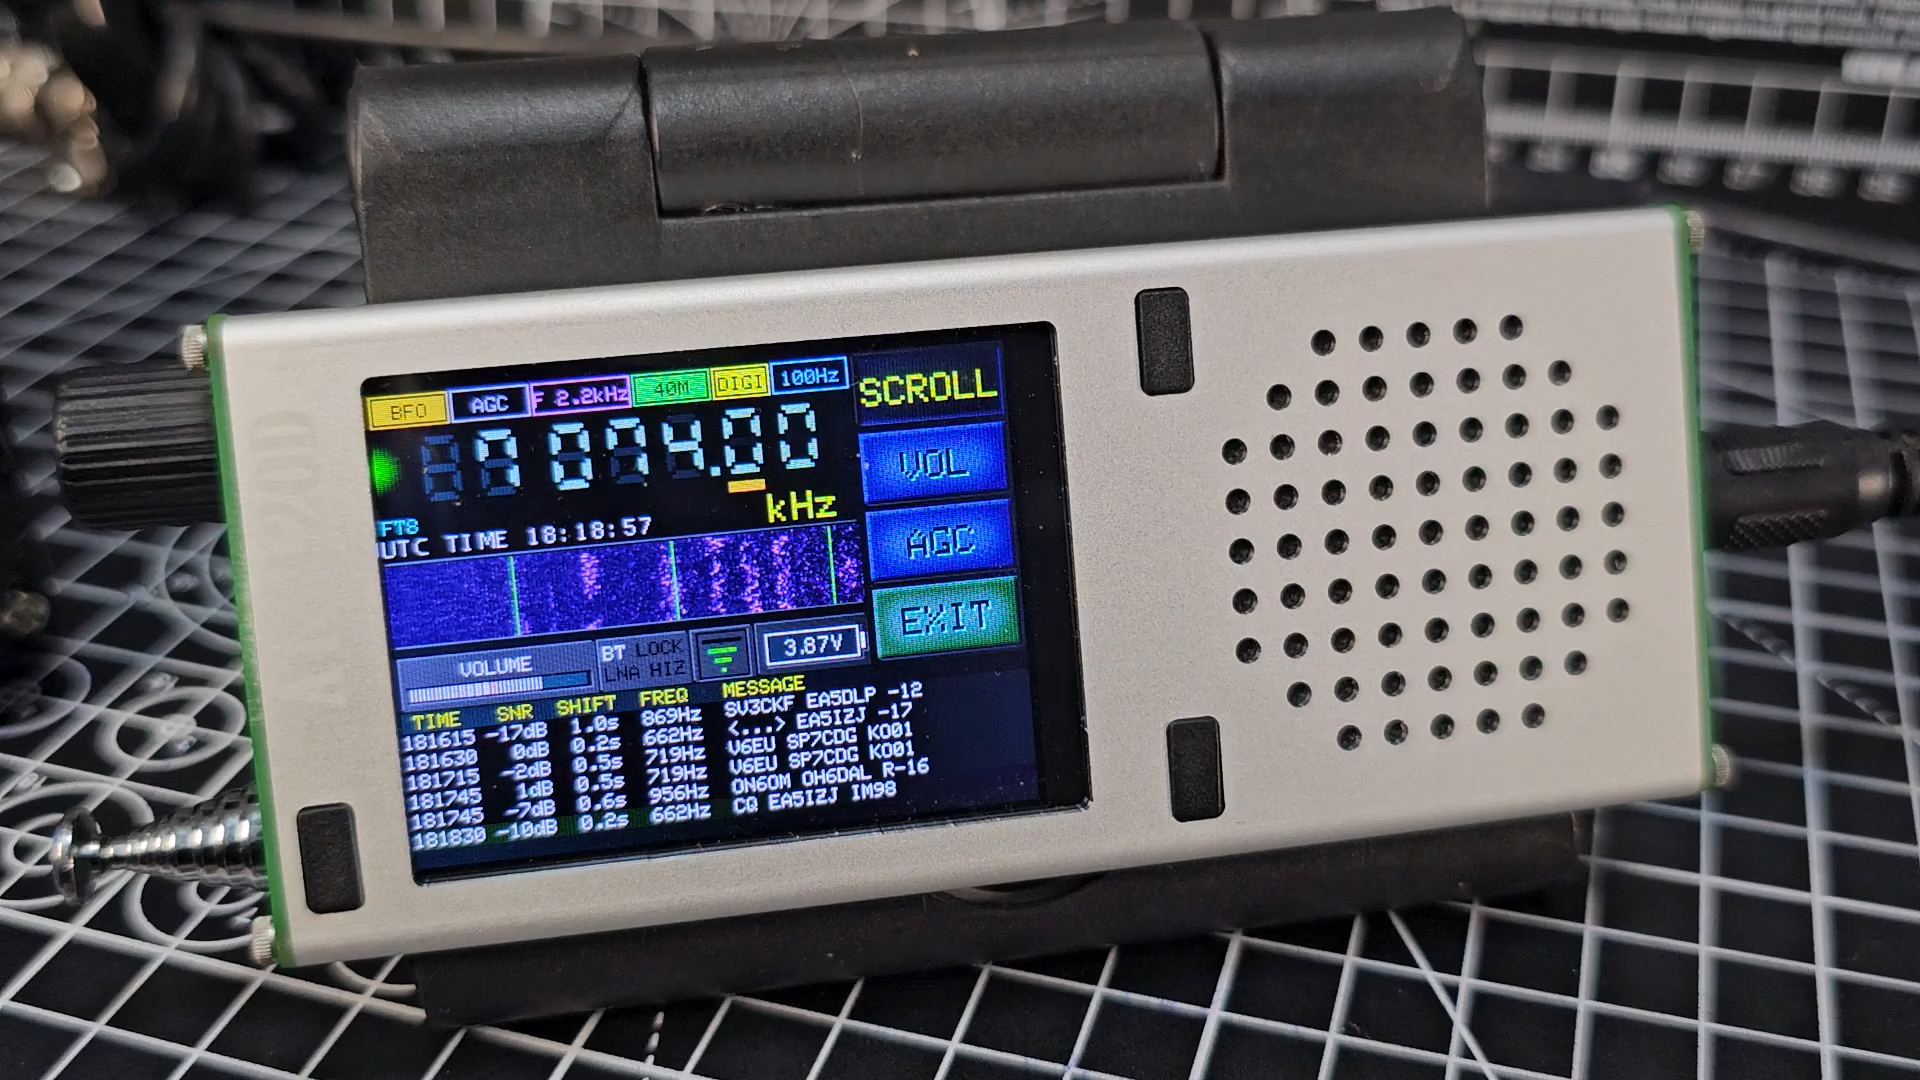 BFO AGC F 2.2kHz 40M DIGI 100Hz
SCROLL
7 074.00
kHz
VOL
FT8
UTC TIME 18:18:57
AGC
EXIT
VOLUME
BT LOCK
LNA HIZ
3.87V
TIME SNR SHIFT FREQ MESSAGE
181615 -17dB 1.0s 869Hz SV3CKF EA5DLP -12
181630 0dB 0.2s 662Hz <...> EA5IZJ -17
181715 -2dB 0.5s 719Hz V6EU SP7CDG KO01
181745 1dB 0.5s 719Hz V6EU SP7CDG KO01
181745 -7dB 0.6s 956Hz ON6OM OH6DAL R-16
181830 -10dB 0.2s 662Hz CQ EA5IZJ IM98